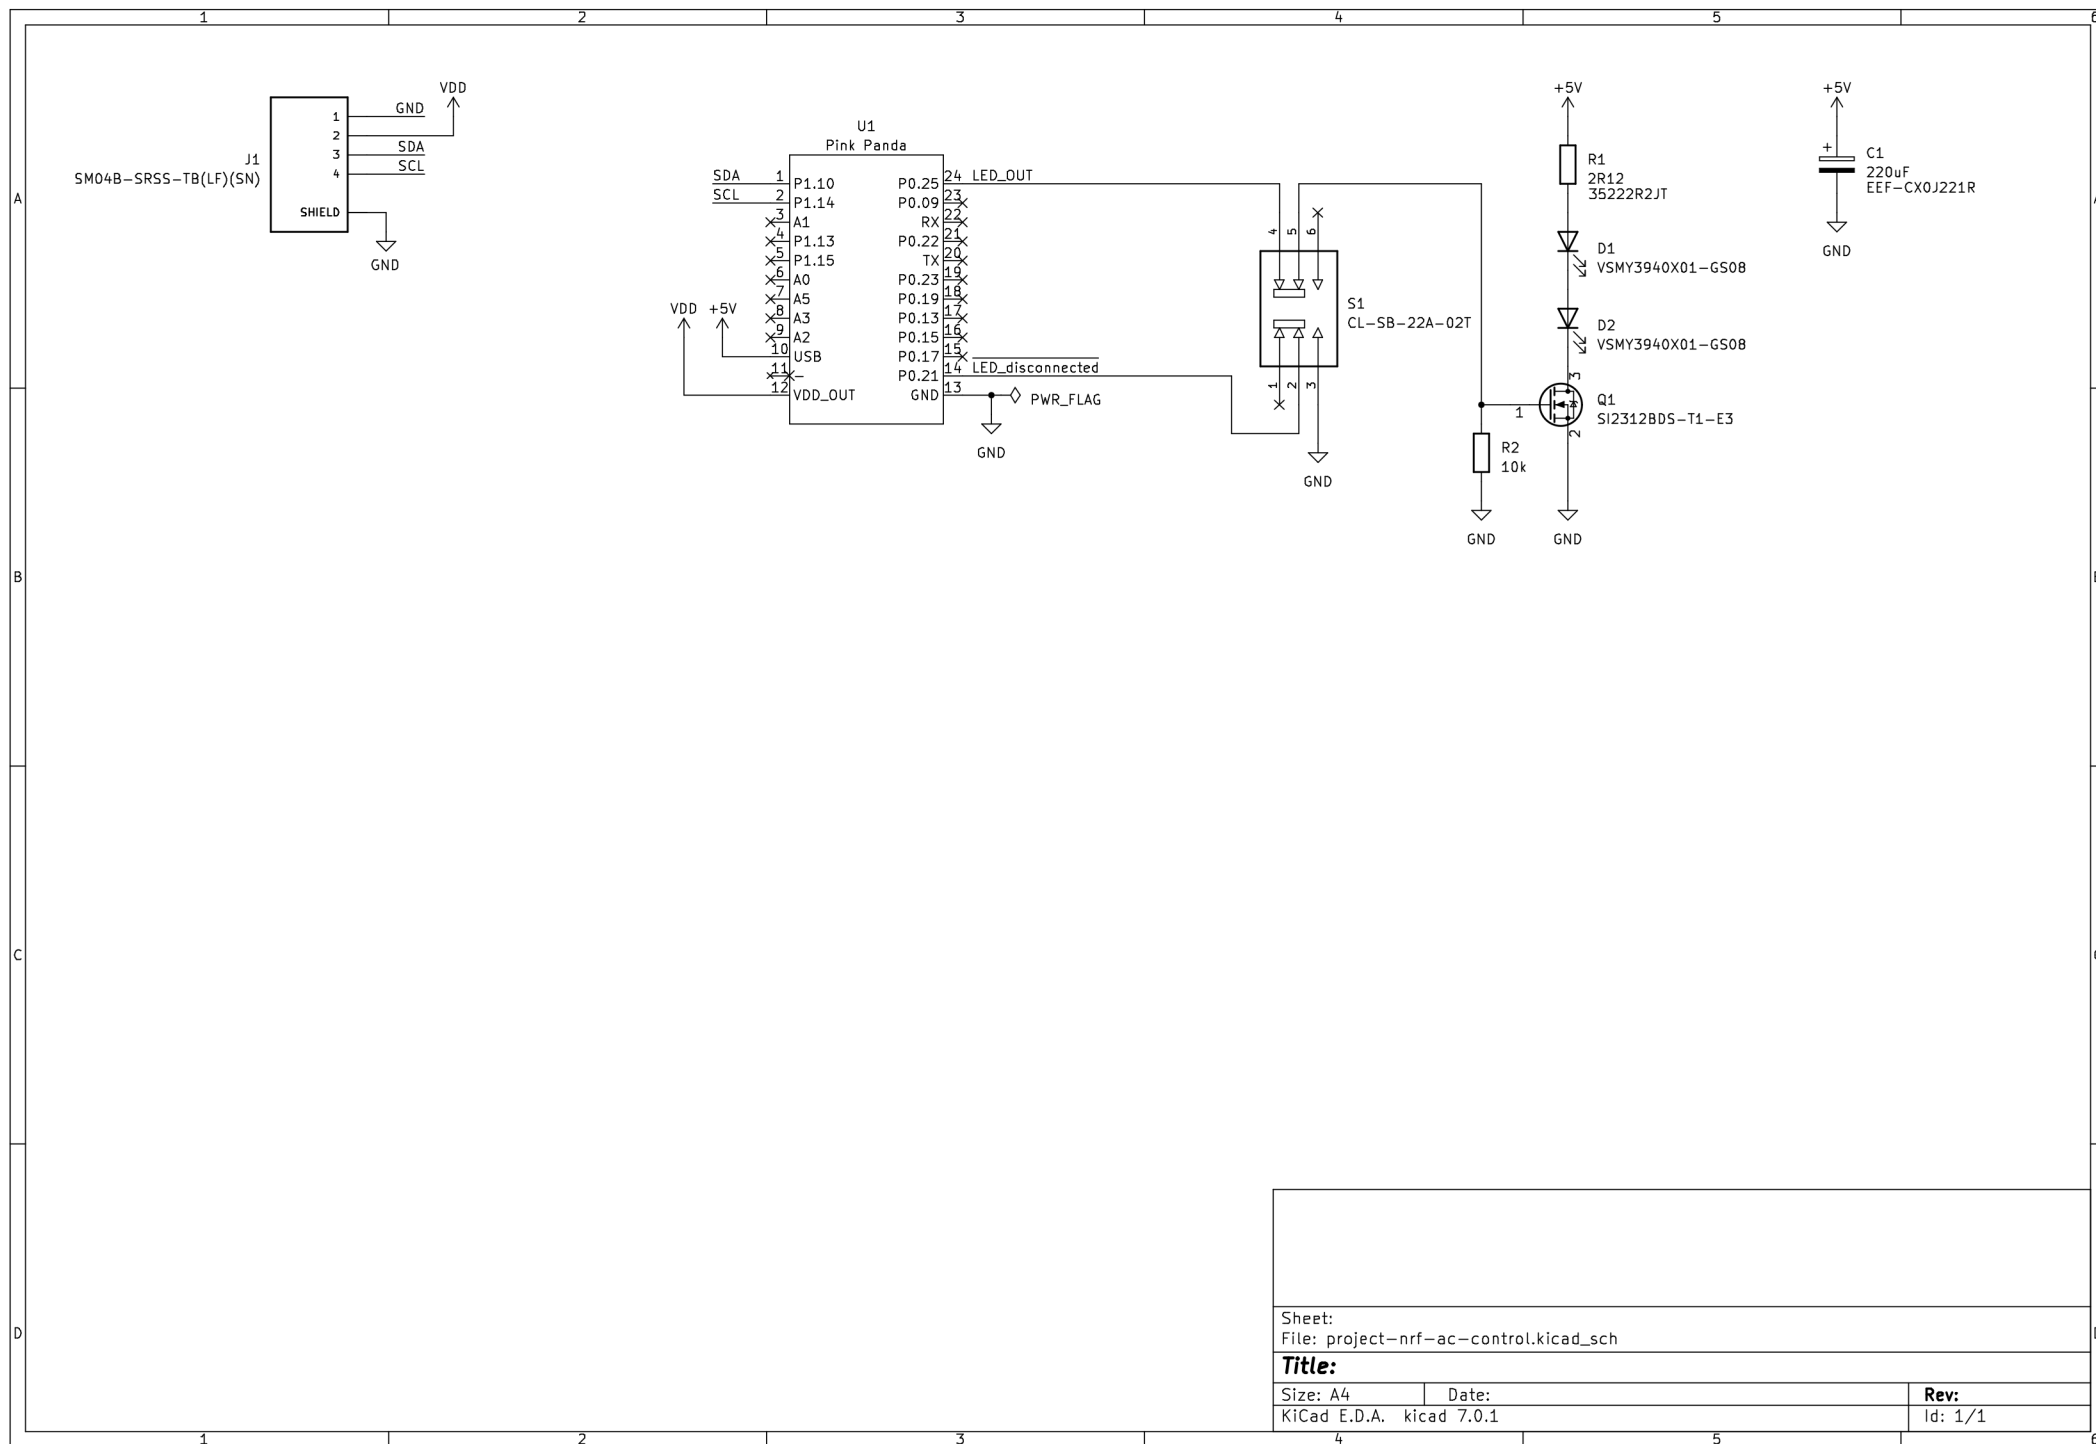 1 2 3 4 5 6
A
B
C
D
J1
SM04B-SRSS-TB(LF)(SN)
1 GND
2 VDD
3 SDA
4 SCL
SHIELD
GND
U1
Pink Panda
SDA 1 P1.10
SCL 2 P1.14
3 A1
4 P1.13
5 P1.15
6 A0
7 A5
8 A3
9 A2
VDD +5V
10 USB
11 -
12 VDD_OUT
P0.25 24 LED_OUT
P0.09 23
RX 22
P0.22 21
TX 20
P0.23 19
P0.19 18
P0.13 17
P0.15 16
P0.17 15
P0.21 14 LED_disconnected
GND 13
PWR_FLAG
GND
4 5 6
S1
CL-SB-22A-02T
1 2 3
GND
+5V
R1
2R12
35222R2JT
D1
VSMY3940X01-GS08
D2
VSMY3940X01-GS08
3
1
2
Q1
SI2312BDS-T1-E3
R2
10k
GND
GND
+5V
+
C1
220uF
EEF-CX0J221R
GND
Sheet:
File: project-nrf-ac-control.kicad_sch
Title:
Size: A4 Date: Rev:
KiCad E.D.A. kicad 7.0.1 Id: 1/1
1 2 3 4 5 6